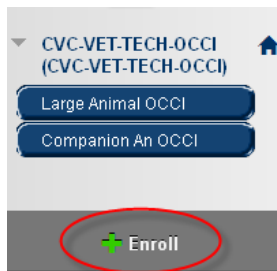 CVC-VET-TECH-OCCI
(CVC-VET-TECH-OCCI)
Large Animal OCCI
Companion An OCCI
Enroll